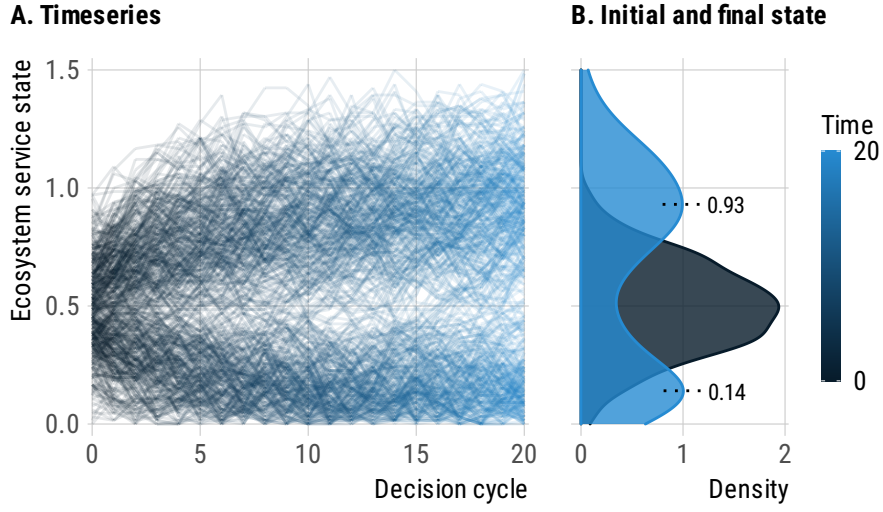 A. Timeseries
Ecosystem service state
1.5
1.0
0.5
0.0
0 5 10 15 20
Decision cycle
B. Initial and final state
0.93
0.14
0 1 2
Density
Time
20
0